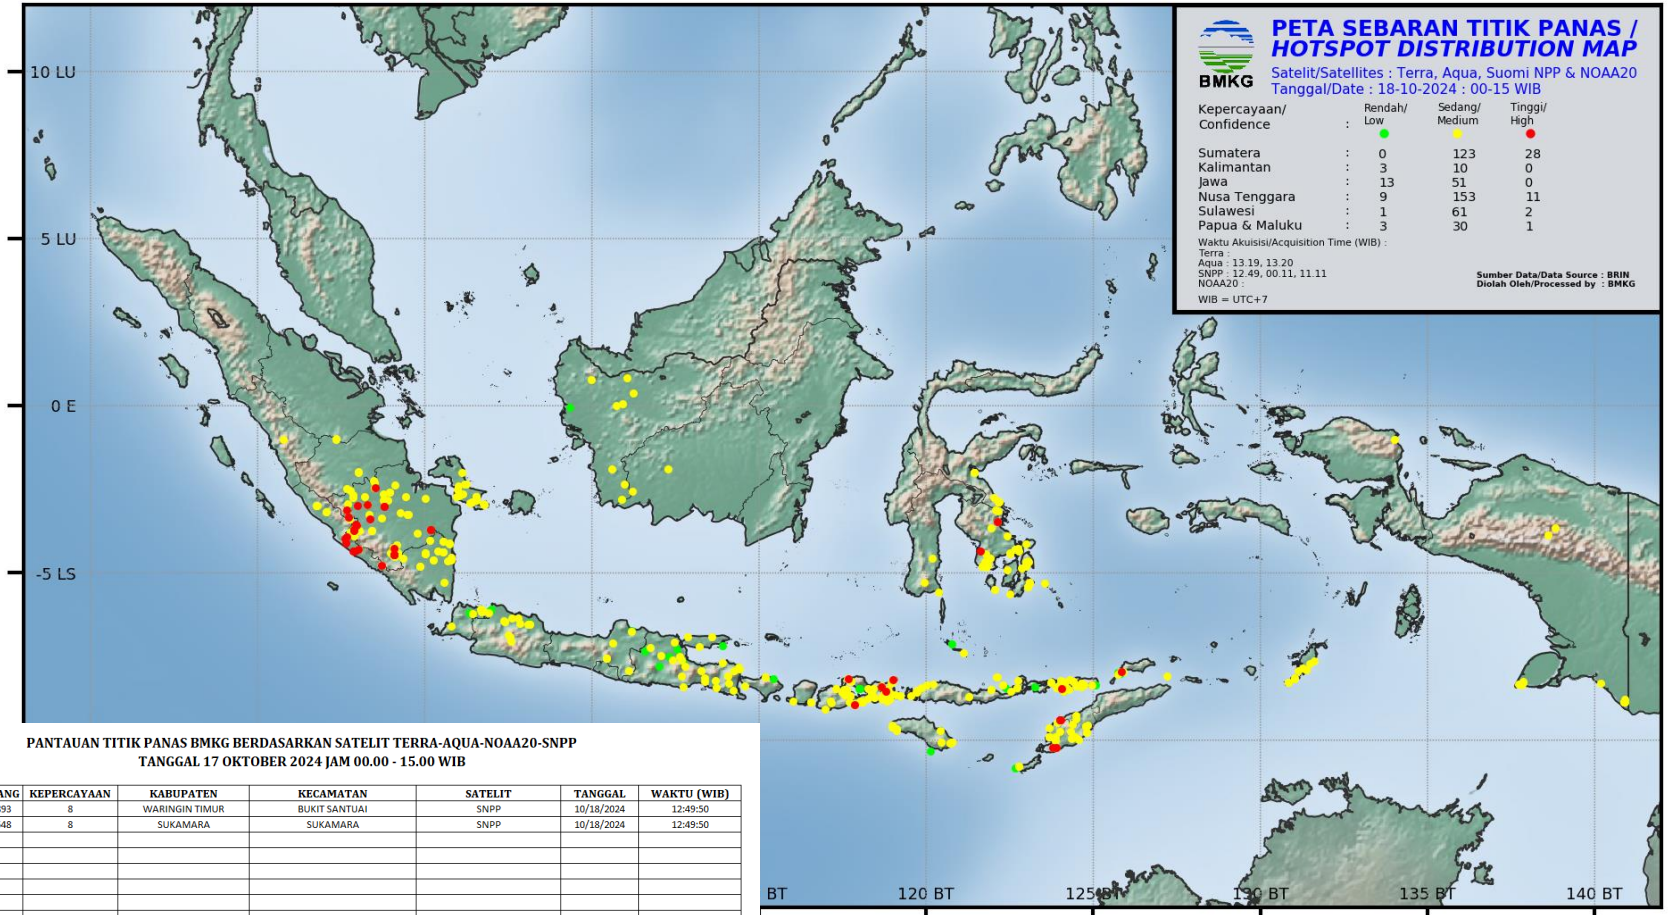 PETA SEBARAN TITIK PANAS /
HOTSPOT DISTRIBUTION MAP
Satelit/Satellites : Terra, Aqua, Suomi NPP & NOAA20
Tanggal/Date : 18-10-2024 : 00-15 WIB
BMKG
Kepercayaan/ Rendah/ Sedang/ Tinggi/
Confidence : Low Medium High
Sumatera : 0 123 28
Kalimantan : 3 10 0
Jawa : 13 51 0
Nusa Tenggara : 9 153 11
Sulawesi : 1 61 2
Papua & Maluku : 3 30 1
Waktu Akuisisi/Acquisition Time (WIB) :
Terra :
Aqua : 13.19, 13.20
SNPP : 12.49, 00.11, 11.11
NOAA20 :
WIB = UTC+7
Sumber Data/Data Source : BRIN
Diolah Oleh/Processed by : BMKG
10 LU
5 LU
0 E
-5 LS
BT
120 BT
125 BT
130 BT
135 BT
140 BT
PANTAUAN TITIK PANAS BMKG BERDASARKAN SATELIT TERRA-AQUA-NOAA20-SNPP
TANGGAL 17 OKTOBER 2024 JAM 00.00 - 15.00 WIB
ANG KEPERCAYAAN KABUPATEN KECAMATAN SATELIT TANGGAL WAKTU (WIB)
393 8 WARINGIN TIMUR BUKIT SANTUAI SNPP 10/18/2024 12:49:50
548 8 SUKAMARA SUKAMARA SNPP 10/18/2024 12:49:50